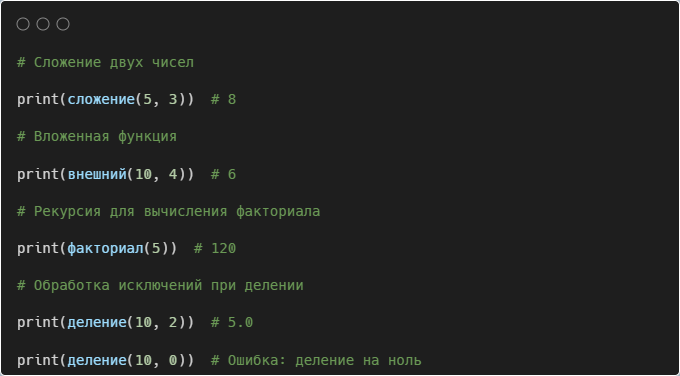 # Сложение двух чисел
print(сложение(5, 3))  # 8
# Вложенная функция
print(внешний(10, 4))  # 6
# Рекурсия для вычисления факториала
print(факториал(5))  # 120
# Обработка исключений при делении
print(деление(10, 2))  # 5.0
print(деление(10, 0))  # Ошибка: деление на ноль